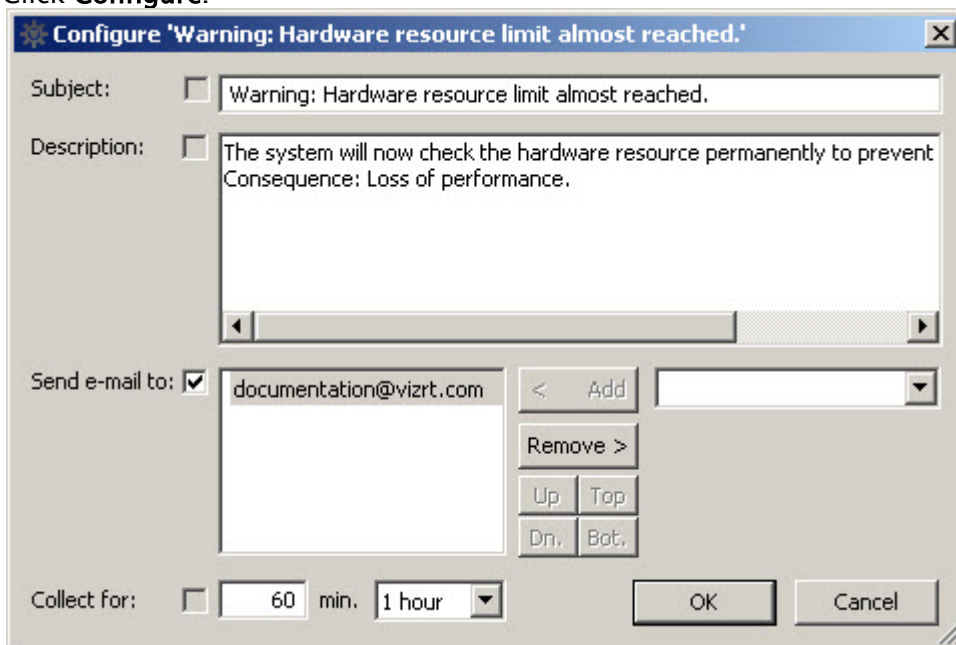 Click Configure.
Configure 'Warning: Hardware resource limit almost reached.'
Subject: Warning: Hardware resource limit almost reached.
Description: The system will now check the hardware resource permanently to prevent
Consequence: Loss of performance.
Send e-mail to: documentation@vizrt.com < Add
Remove >
Up Top
Dn. Bot.
Collect for: 60 min. 1 hour OK Cancel